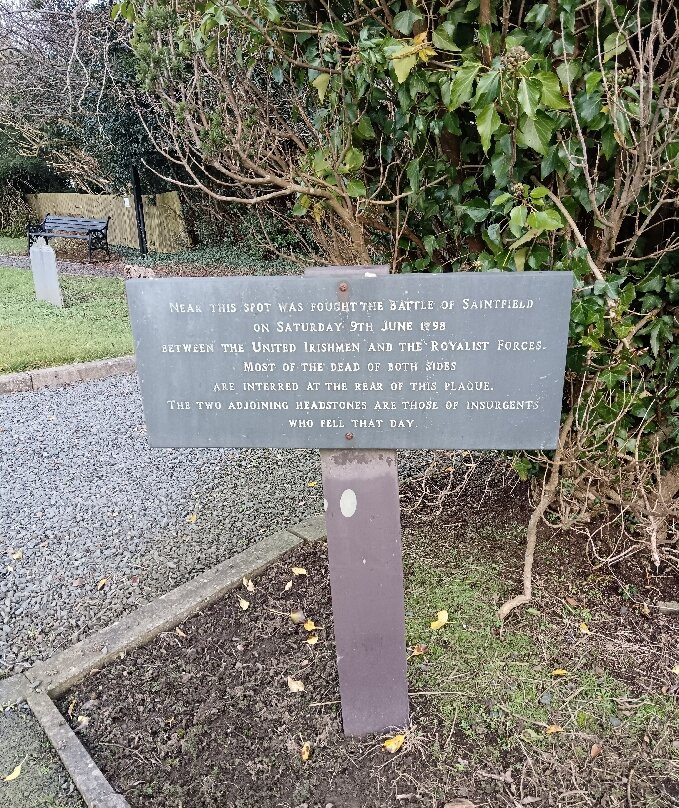 Near this spot was fought the Battle of Saintfield
on Saturday 9th June 1798
between the United Irishmen and the Royalist Forces.
Most of the dead of both sides
are interred at the rear of this plaque.
The two adjoining headstones are those of insurgents
who fell that day.